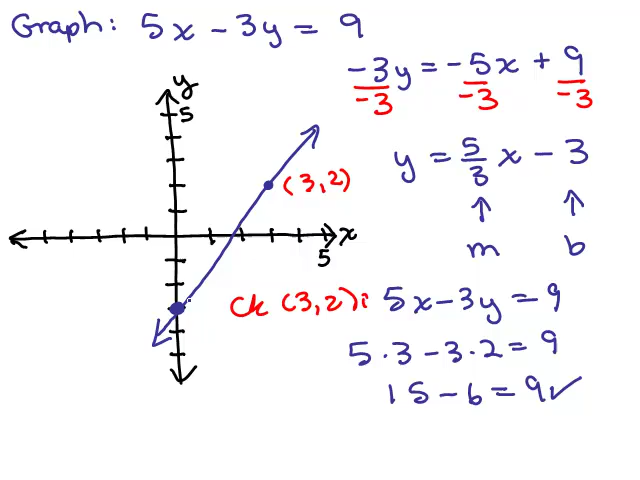 Graph: 5x - 3y = 9
-3y = -5x + 9
-3 -3 -3
y = 5/3 x - 3
m b
y
5
(3,2)
x
5
Ck (3,2): 5x - 3y = 9
5·3 - 3·2 = 9
15 - 6 = 9✓